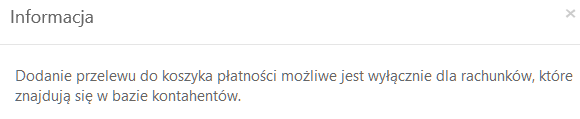 Informacja
×
Dodanie przelewu do koszyka płatności możliwe jest wyłącznie dla rachunków, które
znajdują się w bazie kontahentów.